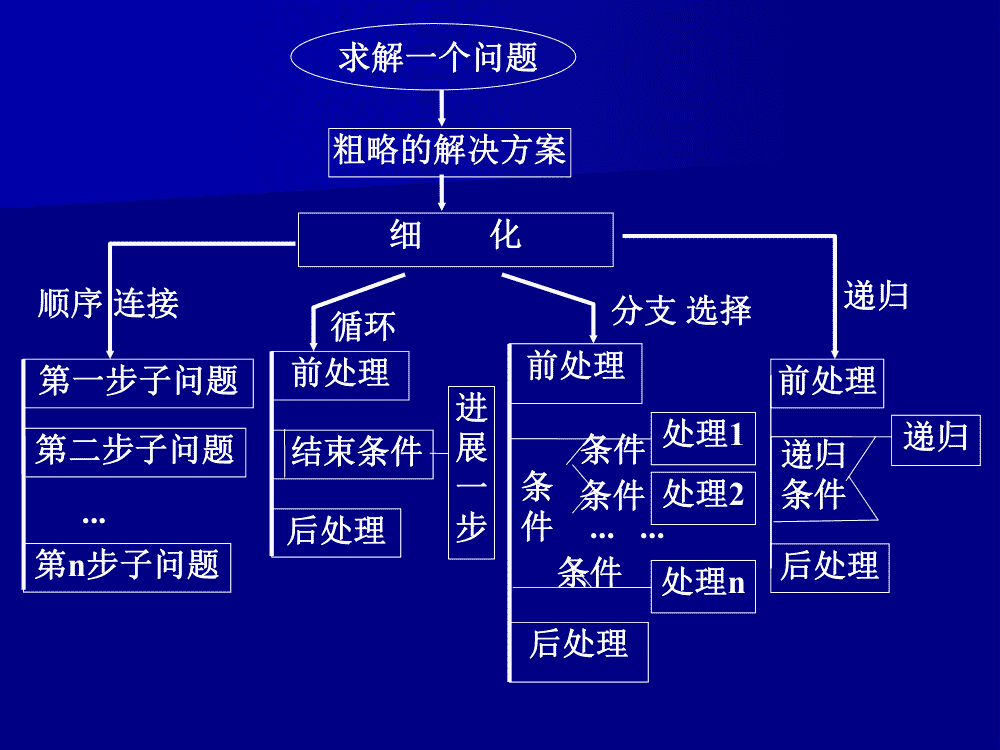 求解一个问题
粗略的解决方案
细 化
顺序 连接
循环
分支 选择
递归
第一步子问题
第二步子问题
...
第n步子问题
前处理
结束条件
后处理
进展一步
前处理
条件
条件
处理1
条件
处理2
... ...
条件
处理n
后处理
前处理
递归
条件
递归
后处理